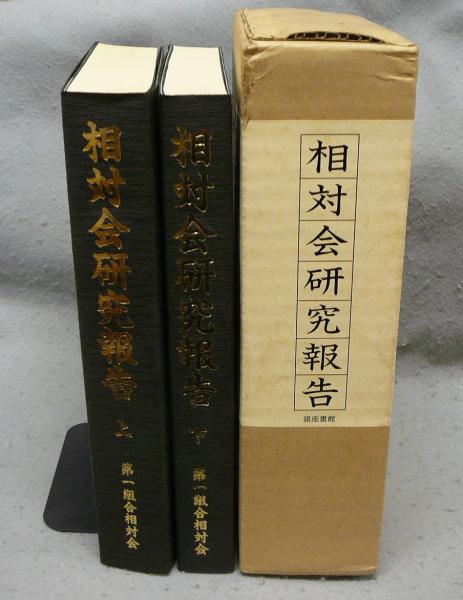 相対会研究報告 上
第一組合相対会
相対会研究報告 下
第一組合相対会
相対会研究報告
銀座書館